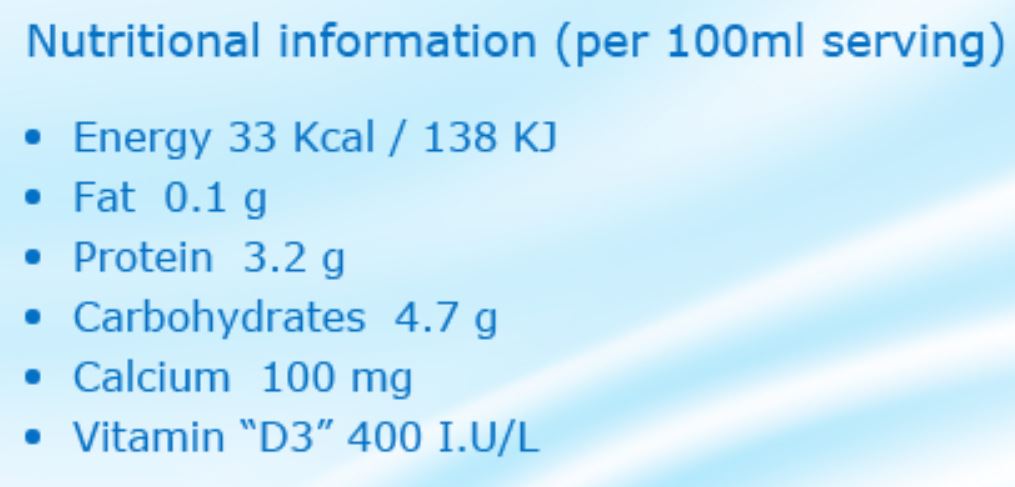 Nutritional information (per 100ml serving)
• Energy 33 Kcal / 138 KJ
• Fat 0.1 g
• Protein 3.2 g
• Carbohydrates 4.7 g
• Calcium 100 mg
• Vitamin “D3” 400 I.U/L